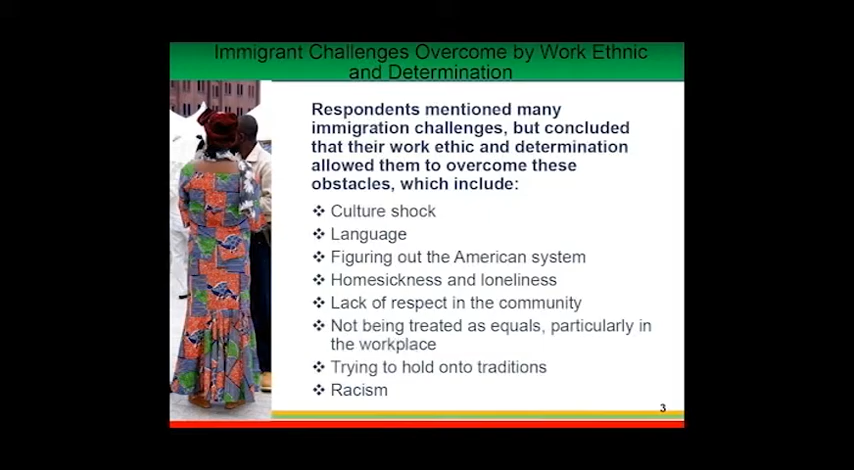 Immigrant Challenges Overcome by Work Ethnic
and Determination
Respondents mentioned many
immigration challenges, but concluded
that their work ethic and determination
allowed them to overcome these
obstacles, which include:
❖ Culture shock
❖ Language
❖ Figuring out the American system
❖ Homesickness and loneliness
❖ Lack of respect in the community
❖ Not being treated as equals, particularly in
the workplace
❖ Trying to hold onto traditions
❖ Racism
3